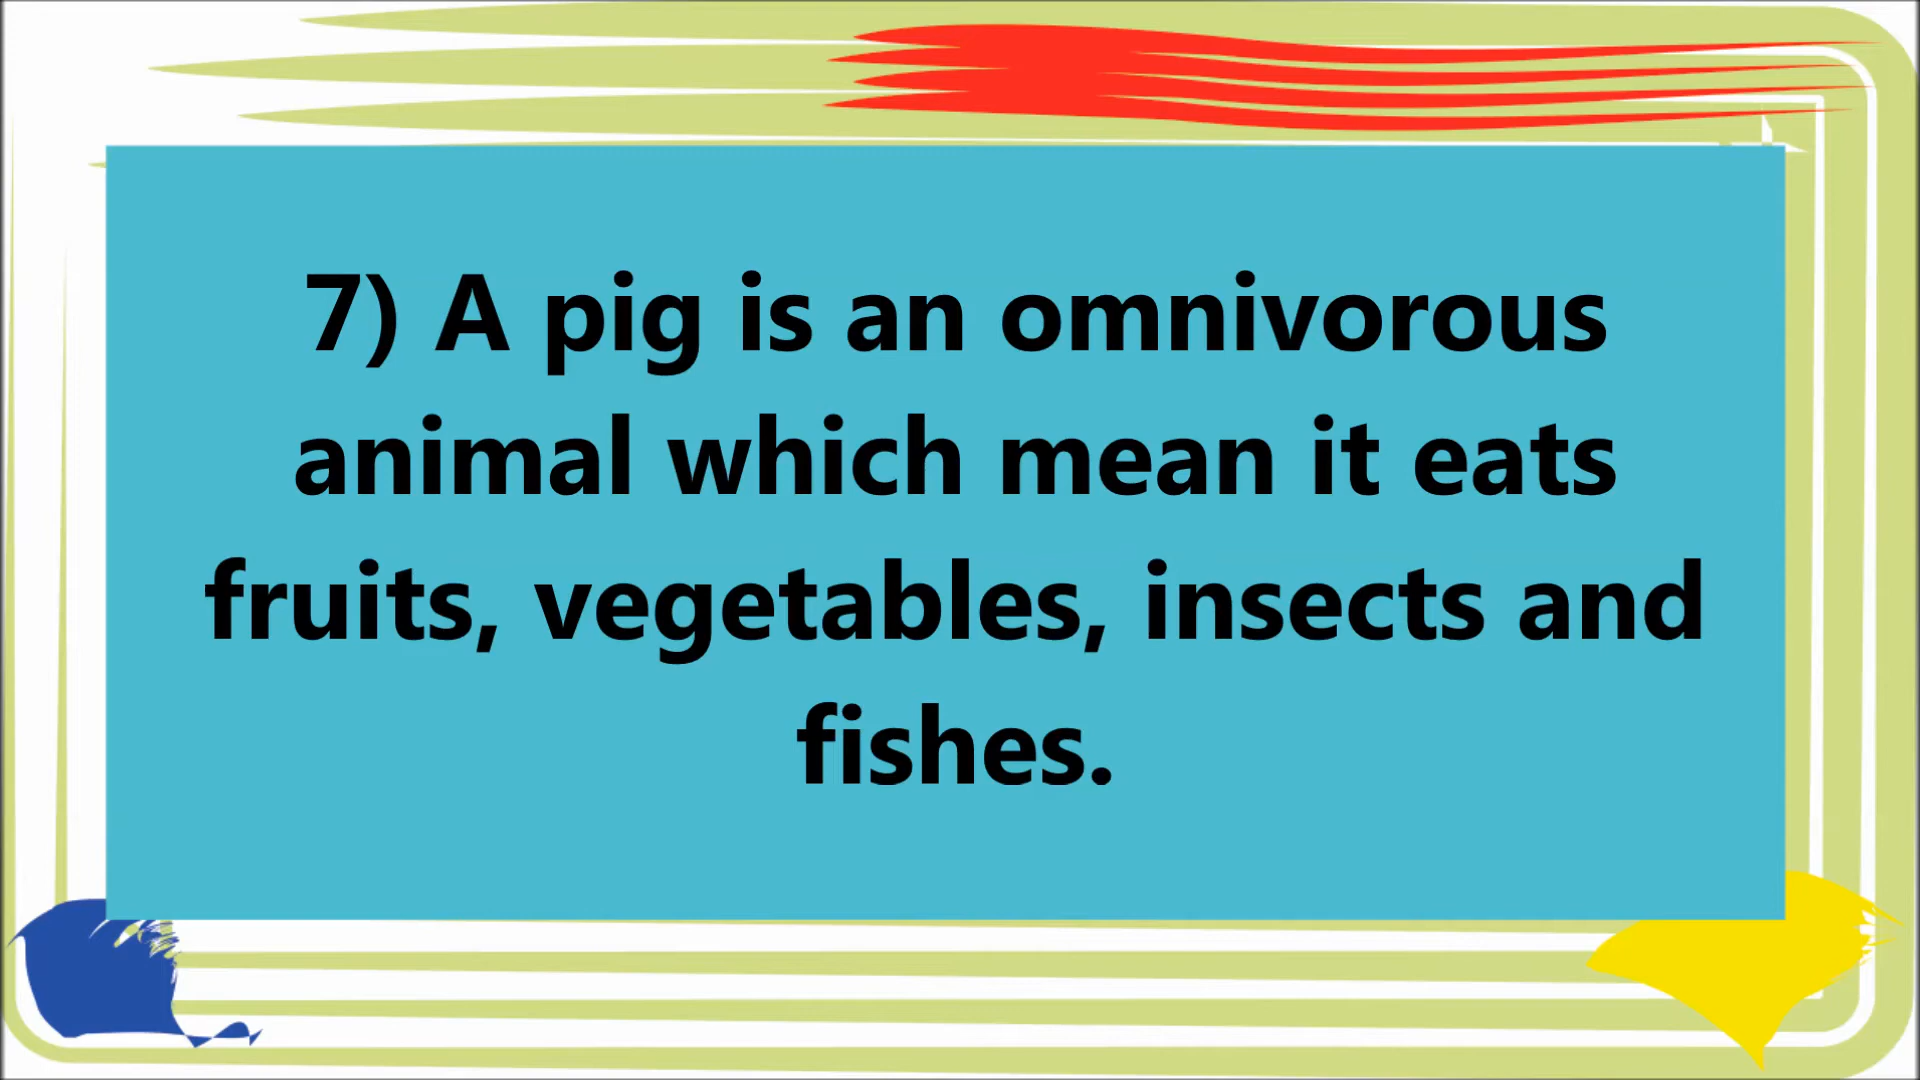 7) A pig is an omnivorous
animal which mean it eats
fruits, vegetables, insects and
fishes.